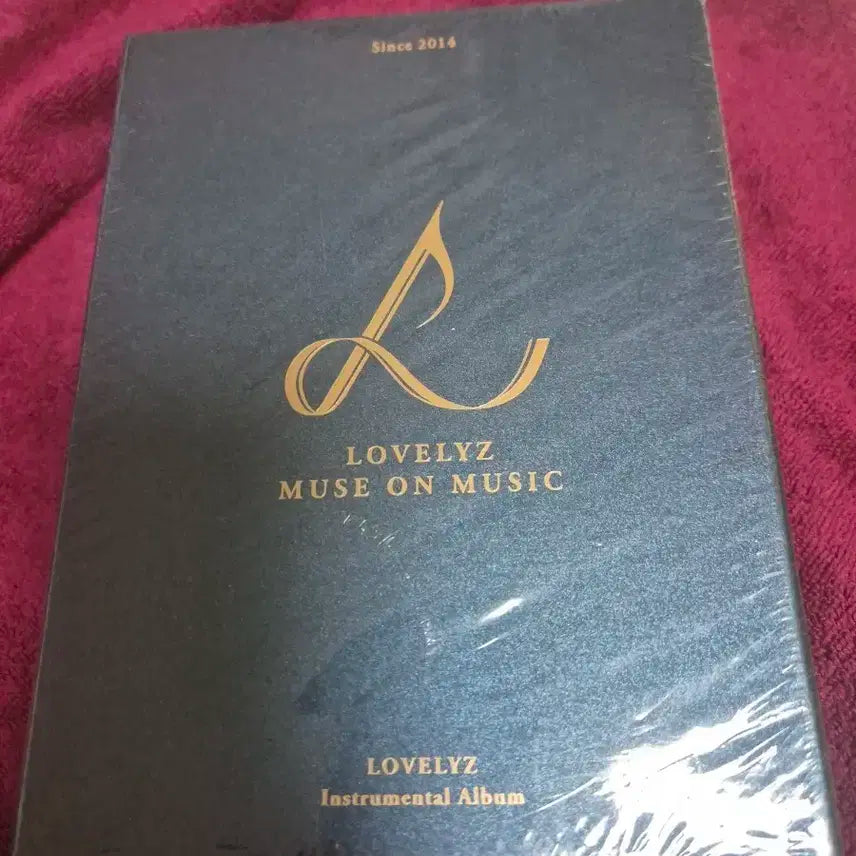 Since 2014
LOVELYZ
MUSE ON MUSIC
LOVELYZ
Instrumental Album